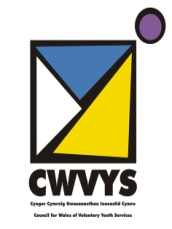 CWVYS
Cyngor Cymreig Gwasanaethau Ieuenctid Cymru
Council for Wales of Voluntary Youth Services